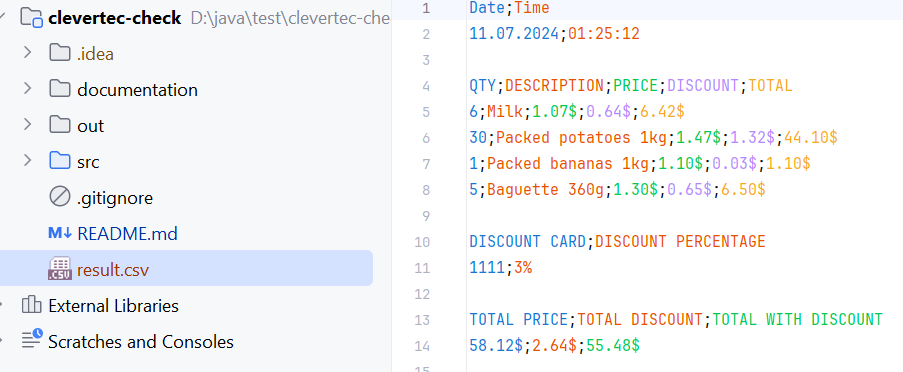 clevertec-check D:\java\test\clevertec-che
.idea
documentation
out
src
.gitignore
M↓ README.md
CSV result.csv
External Libraries
Scratches and Consoles
1 Date;Time
2 11.07.2024;01:25:12
3
4 QTY;DESCRIPTION;PRICE;DISCOUNT;TOTAL
5 6;Milk;1.07$;0.64$;6.42$
6 30;Packed potatoes 1kg;1.47$;1.32$;44.10$
7 1;Packed bananas 1kg;1.10$;0.03$;1.10$
8 5;Baguette 360g;1.30$;0.65$;6.50$
9
10 DISCOUNT CARD;DISCOUNT PERCENTAGE
11 1111;3%
12
13 TOTAL PRICE;TOTAL DISCOUNT;TOTAL WITH DISCOUNT
14 58.12$;2.64$;55.48$
15